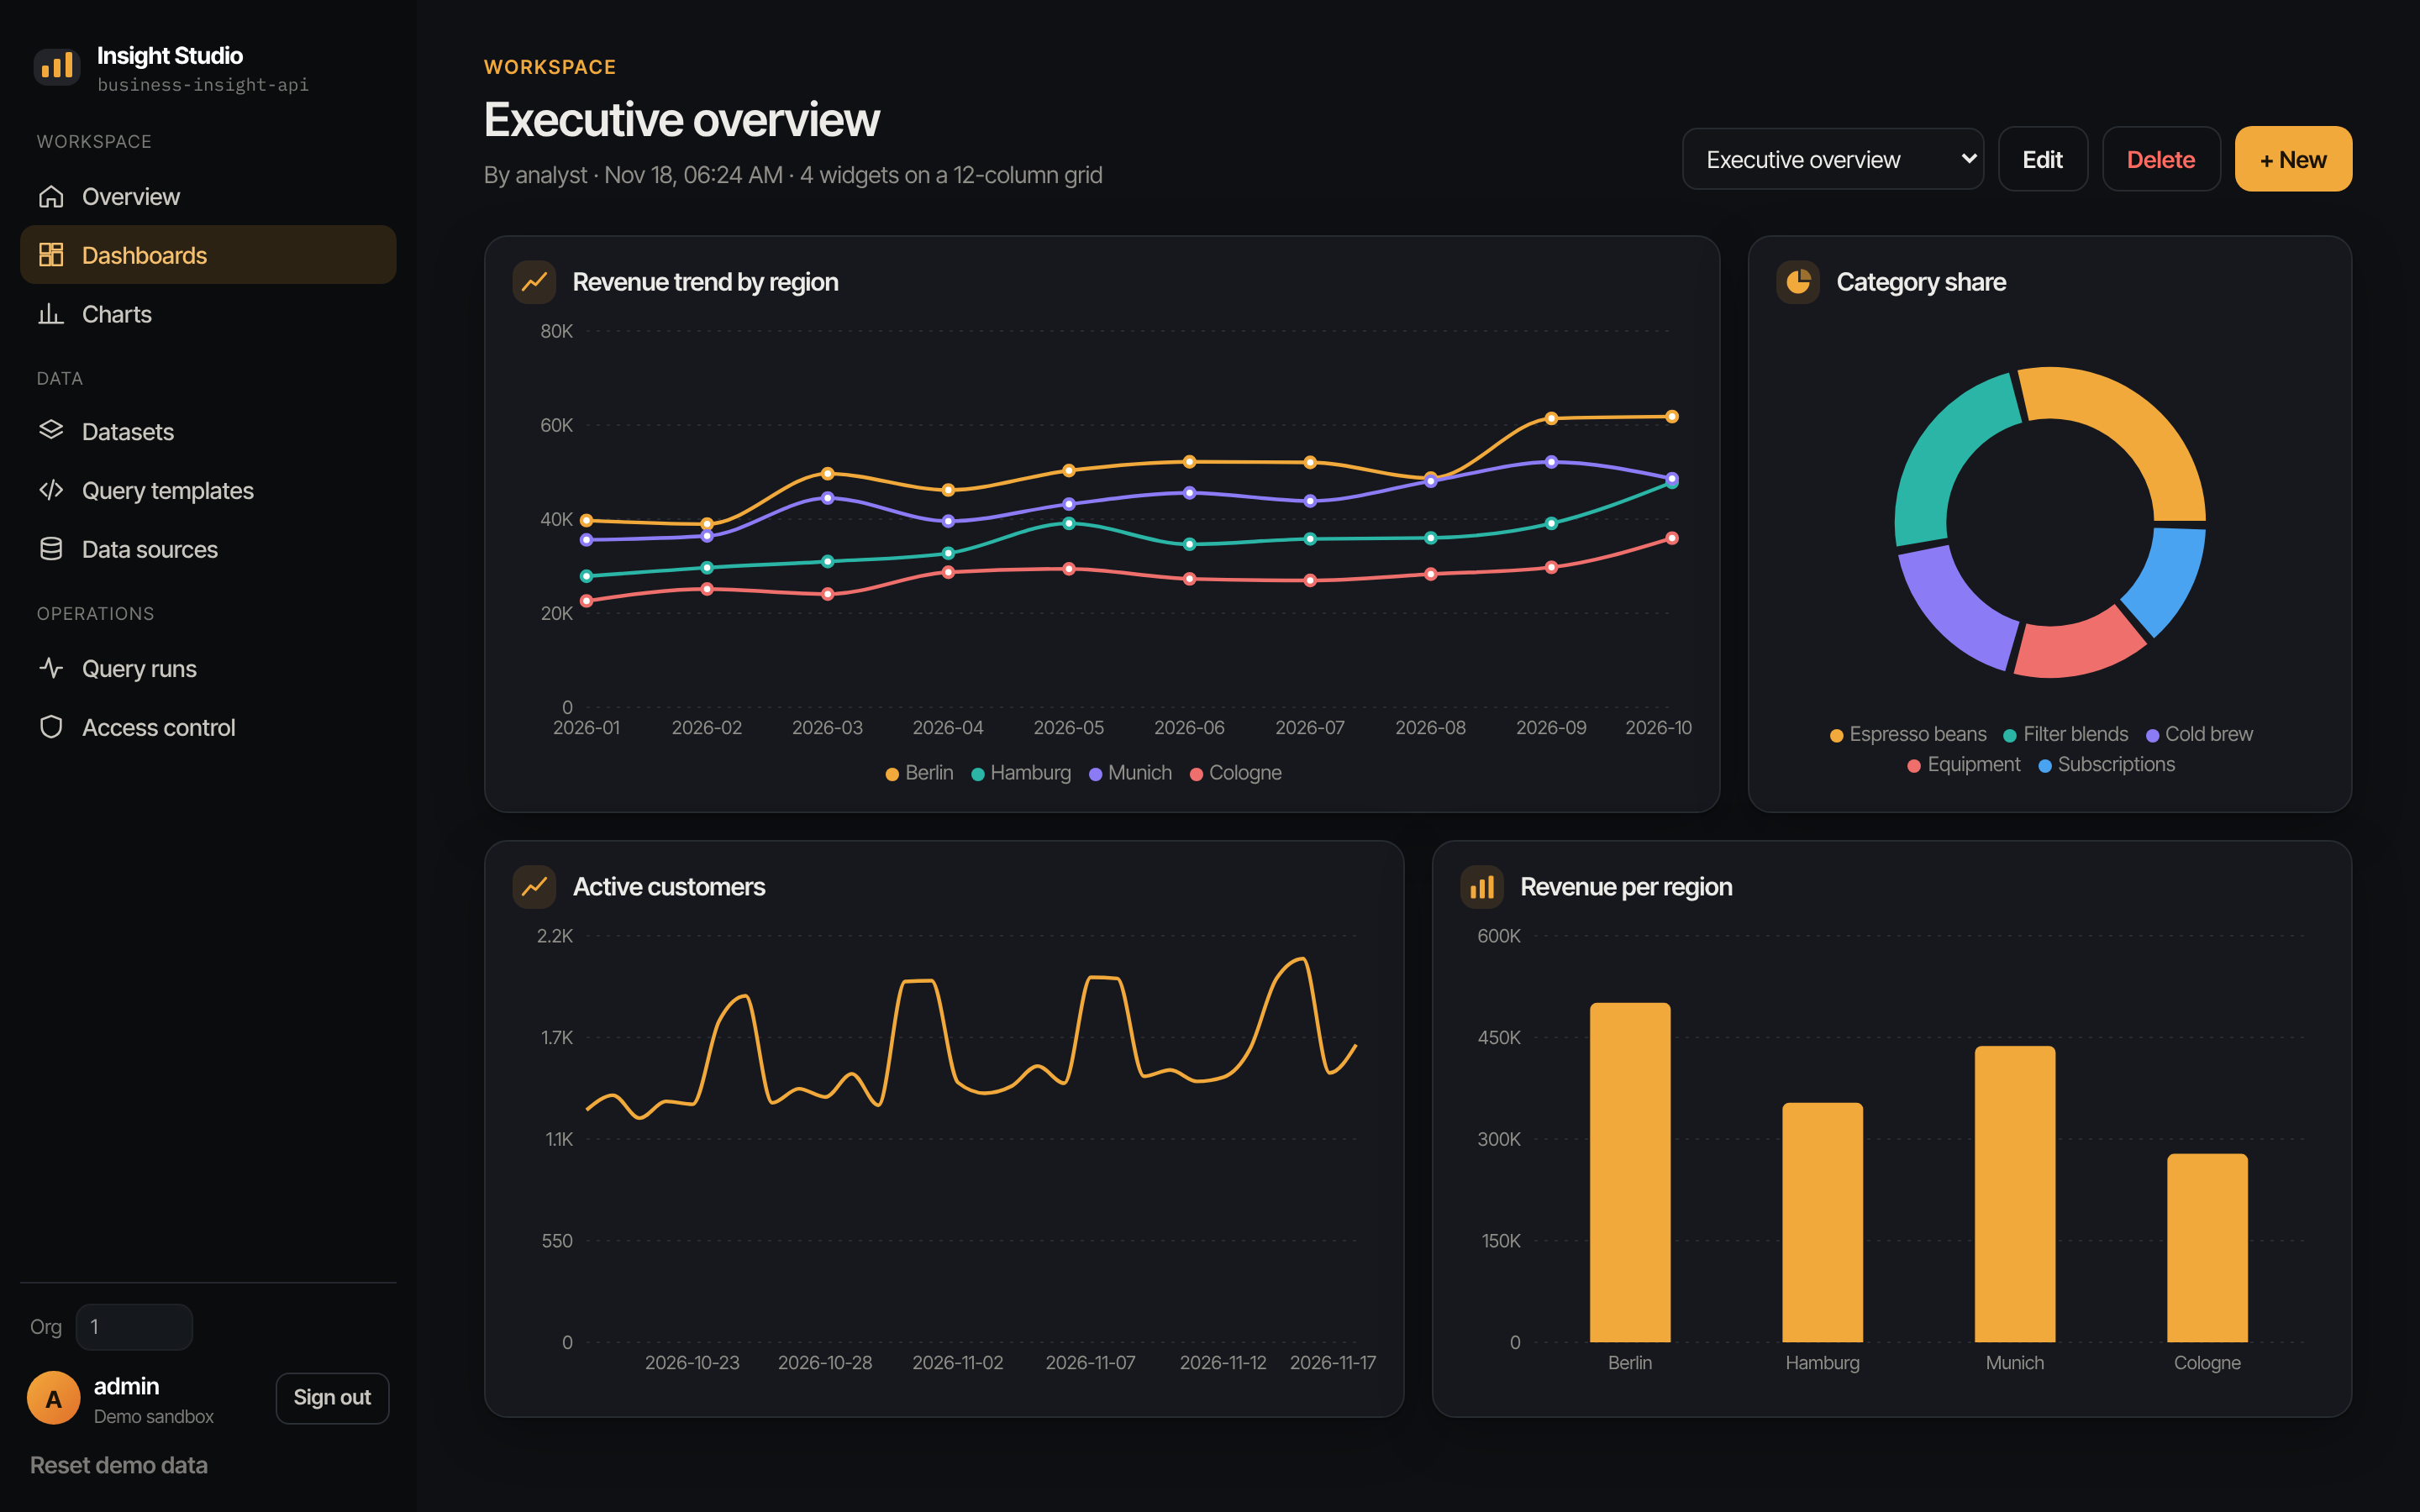 Insight Studio
business-insight-api
WORKSPACE
Overview
Dashboards
Charts
DATA
Datasets
Query templates
Data sources
OPERATIONS
Query runs
Access control
Org 1
A
admin
Demo sandbox
Sign out
Reset demo data
WORKSPACE
Executive overview
By analyst · Nov 18, 06:24 AM · 4 widgets on a 12-column grid
Executive overview
Edit
Delete
+ New
Revenue trend by region
80K
60K
40K
20K
0
2026-01 2026-02 2026-03 2026-04 2026-05 2026-06 2026-07 2026-08 2026-09 2026-10
Berlin Hamburg Munich Cologne
Category share
Espresso beans Filter blends Cold brew
Equipment Subscriptions
Active customers
2.2K
1.7K
1.1K
550
0
2026-10-23 2026-10-28 2026-11-02 2026-11-07 2026-11-12 2026-11-17
Revenue per region
600K
450K
300K
150K
0
Berlin Hamburg Munich Cologne